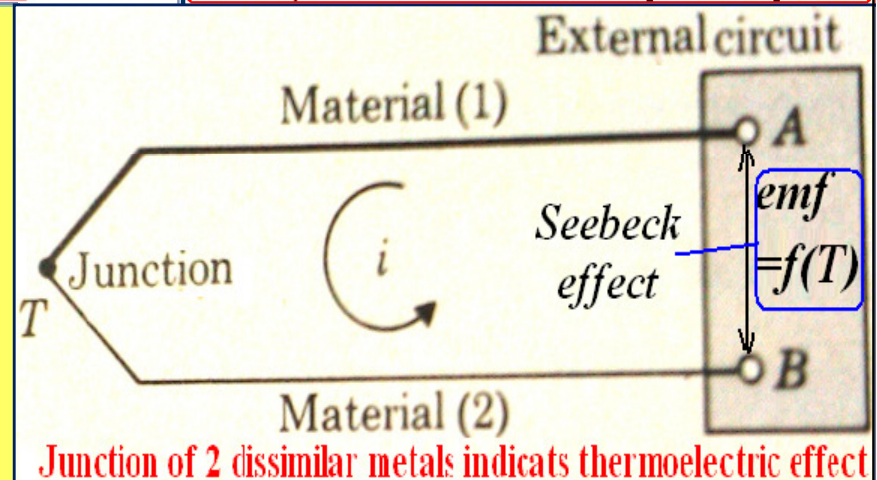 External circuit
Material (1)
A
emf
=f(T)
Seebeck
effect
i
Junction
T
B
Material (2)
Junction of 2 dissimilar metals indicats thermoelectric effect